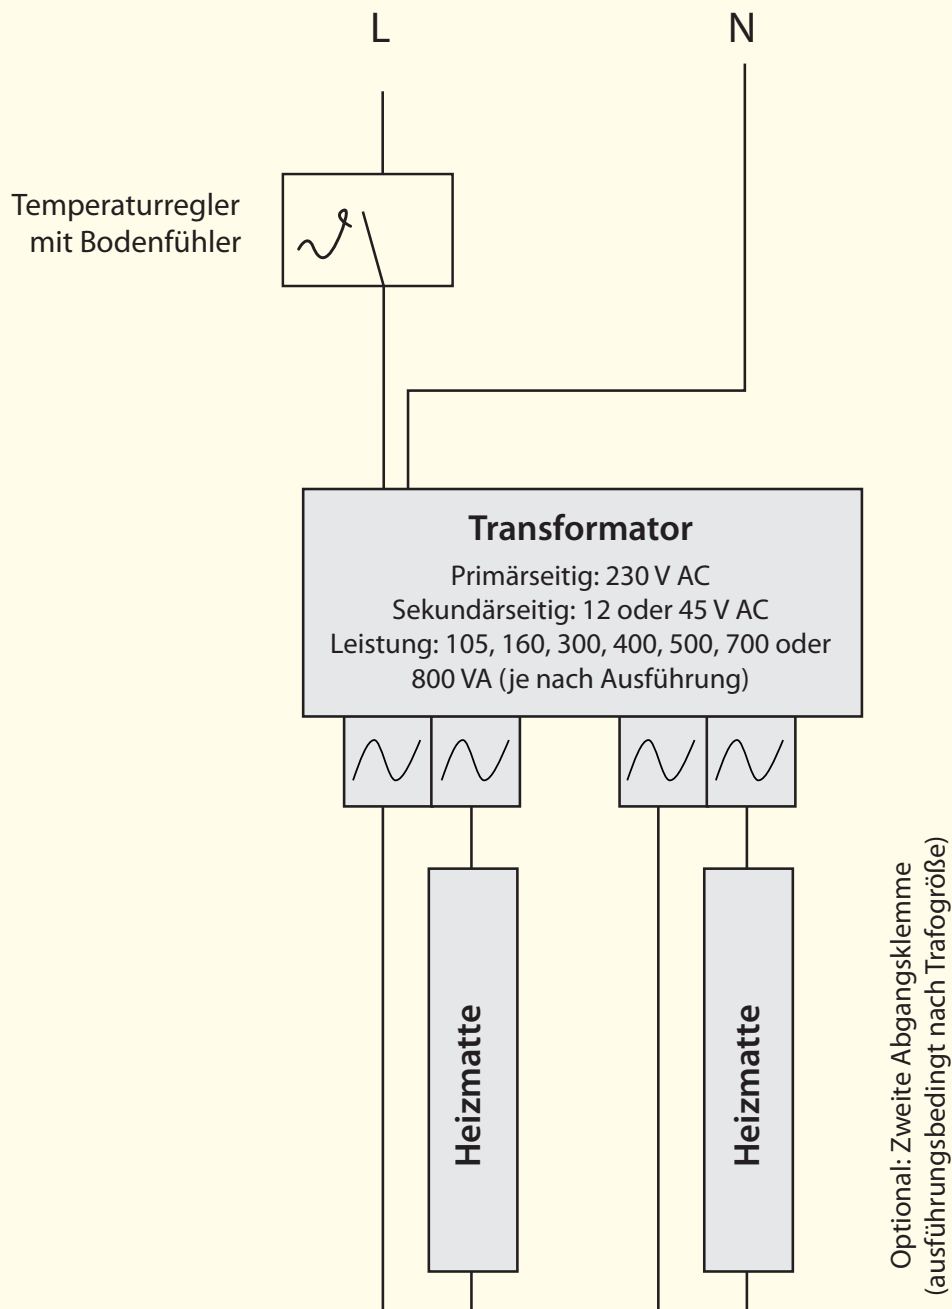 L
N
Temperaturregler
mit Bodenfühler
Transformator
Primärseitig: 230 V AC
Sekundärseitig: 12 oder 45 V AC
Leistung: 105, 160, 300, 400, 500, 700 oder
800 VA (je nach Ausführung)
Heizmatte
Heizmatte
Optional: Zweite Abgangsklemme
(ausführungsbedingt nach Trafogröße)